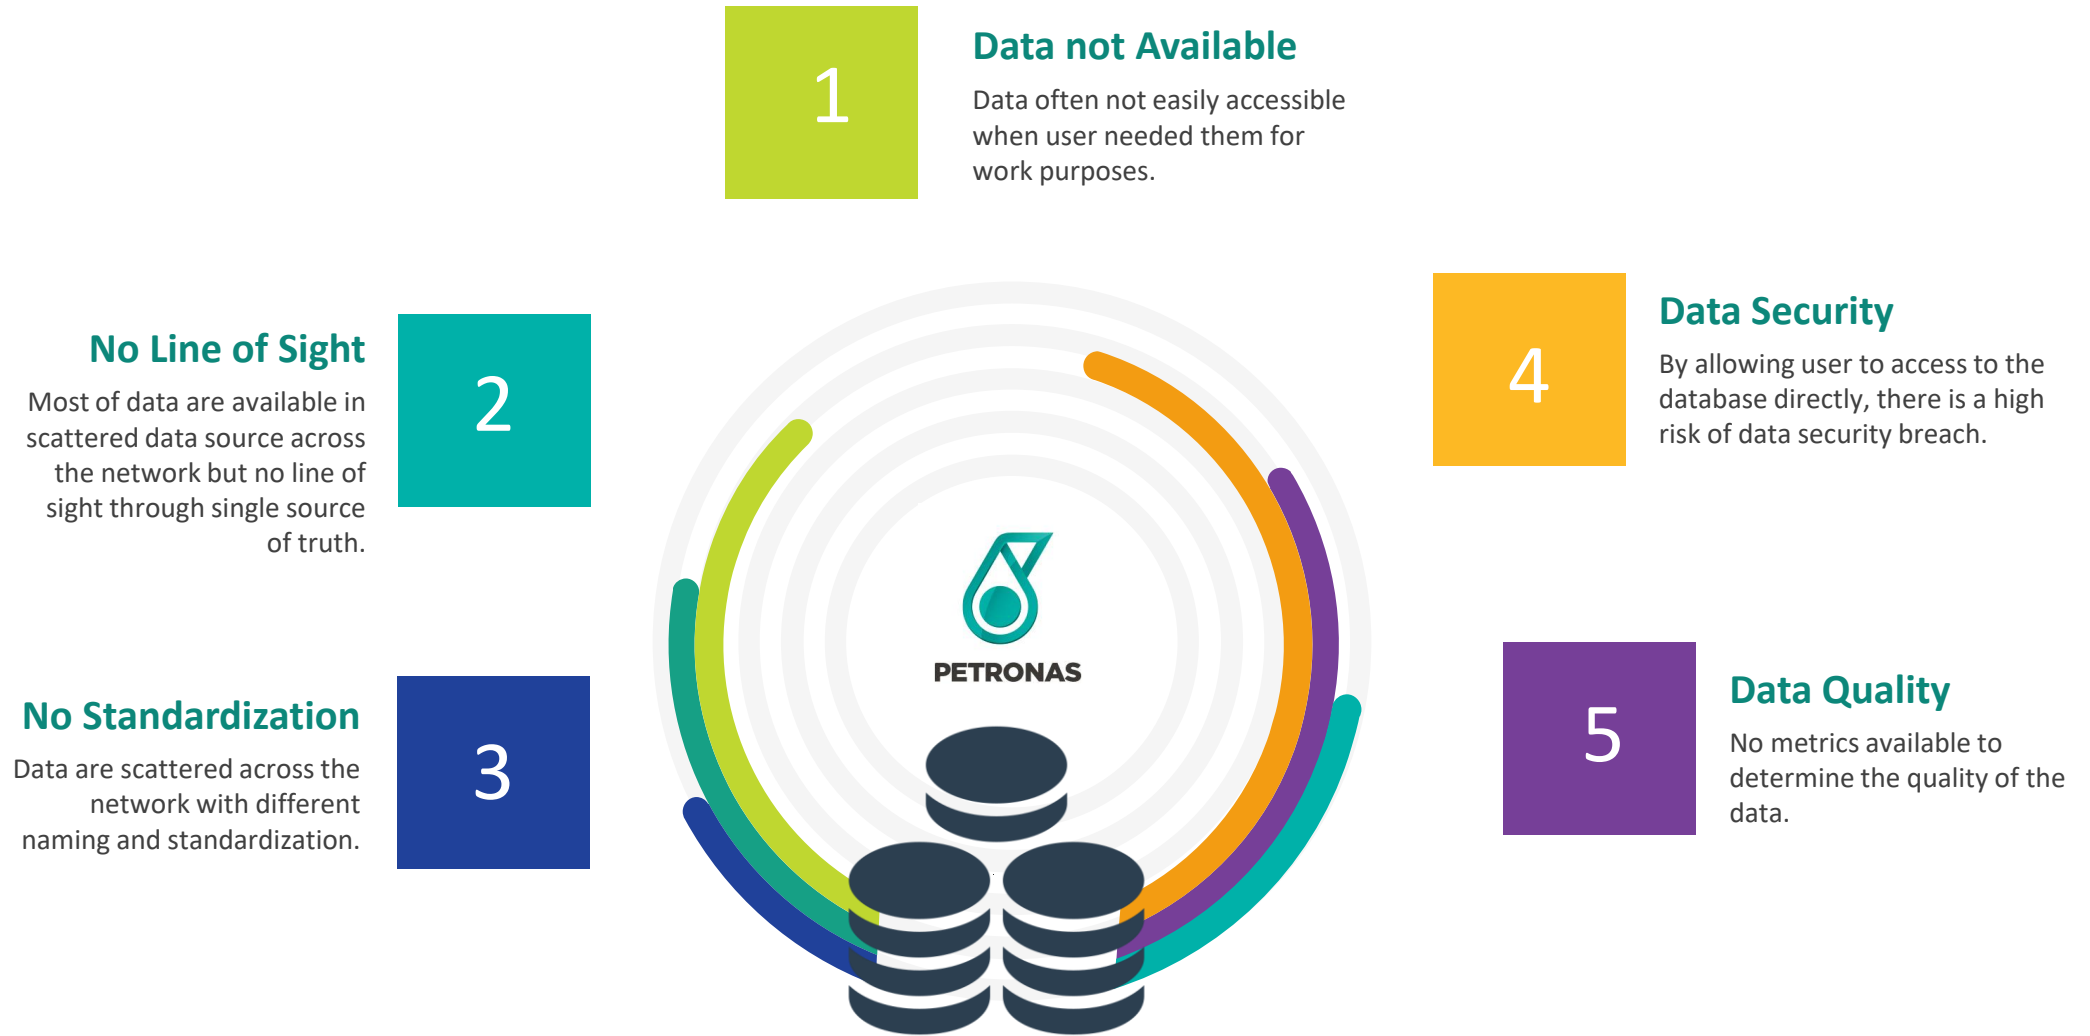 1
Data not Available
Data often not easily accessible
when user needed them for
work purposes.
No Line of Sight
Most of data are available in
scattered data source across
the network but no line of
sight through single source
of truth.
2
No Standardization
Data are scattered across the
network with different
naming and standardization.
3
PETRONAS
4
Data Security
By allowing user to access to the
database directly, there is a high
risk of data security breach.
5
Data Quality
No metrics available to
determine the quality of the
data.